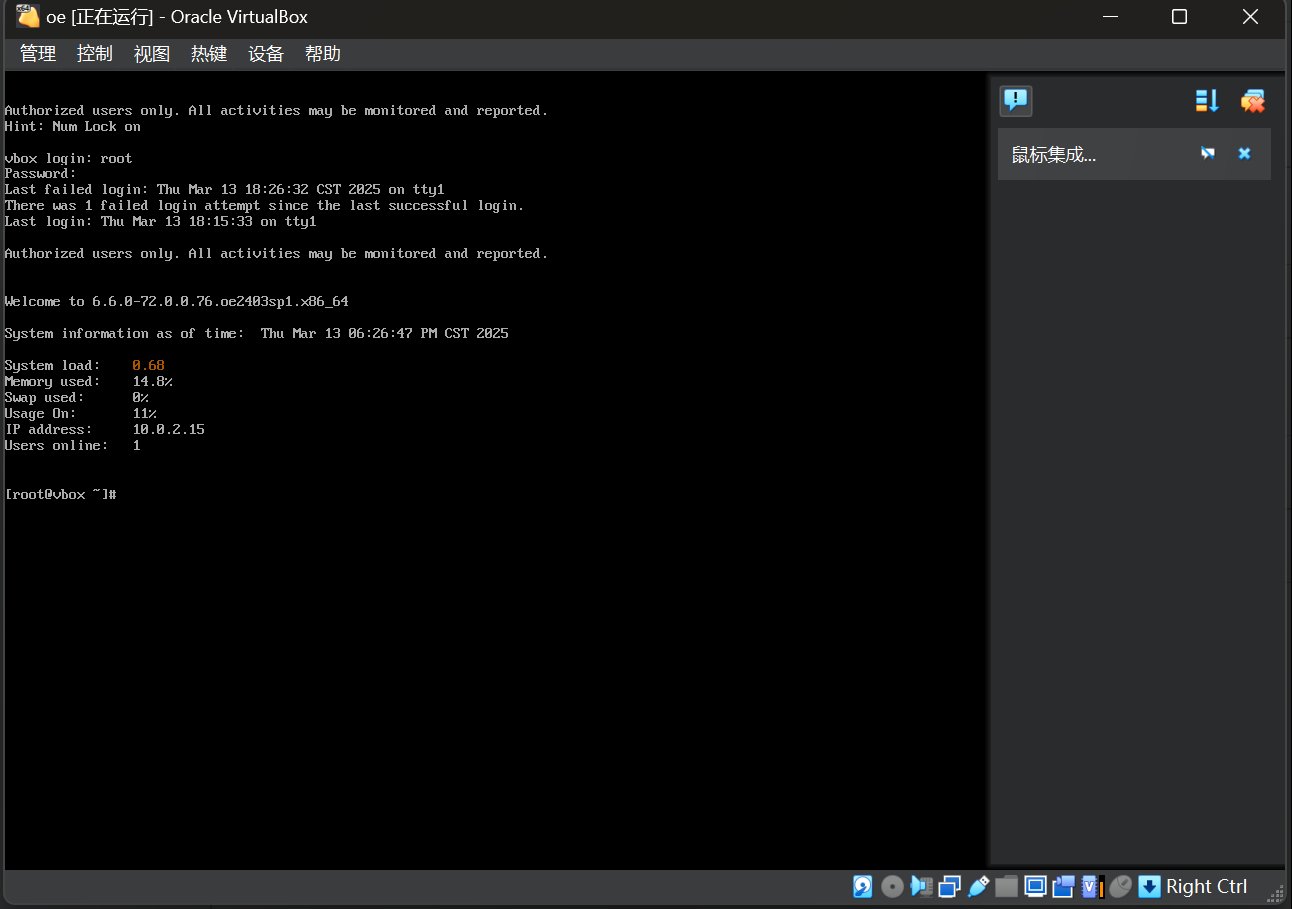 oe [正在运行] - Oracle VirtualBox
管理 控制 视图 热键 设备 帮助
Authorized users only. All activities may be monitored and reported.
Hint: Num Lock on
vbox login: root
Password:
Last failed login: Thu Mar 13 18:26:32 CST 2025 on tty1
There was 1 failed login attempt since the last successful login.
Last login: Thu Mar 13 18:15:33 on tty1
Authorized users only. All activities may be monitored and reported.
Welcome to 6.6.0-72.0.0.76.oe2403sp1.x86_64
System information as of time:  Thu Mar 13 06:26:47 PM CST 2025
System load:    0.68
Memory used:    14.8%
Swap used:      0%
Usage On:       11%
IP address:     10.0.2.15
Users online:   1
[root@vbox ~]#
鼠标集成...
Right Ctrl